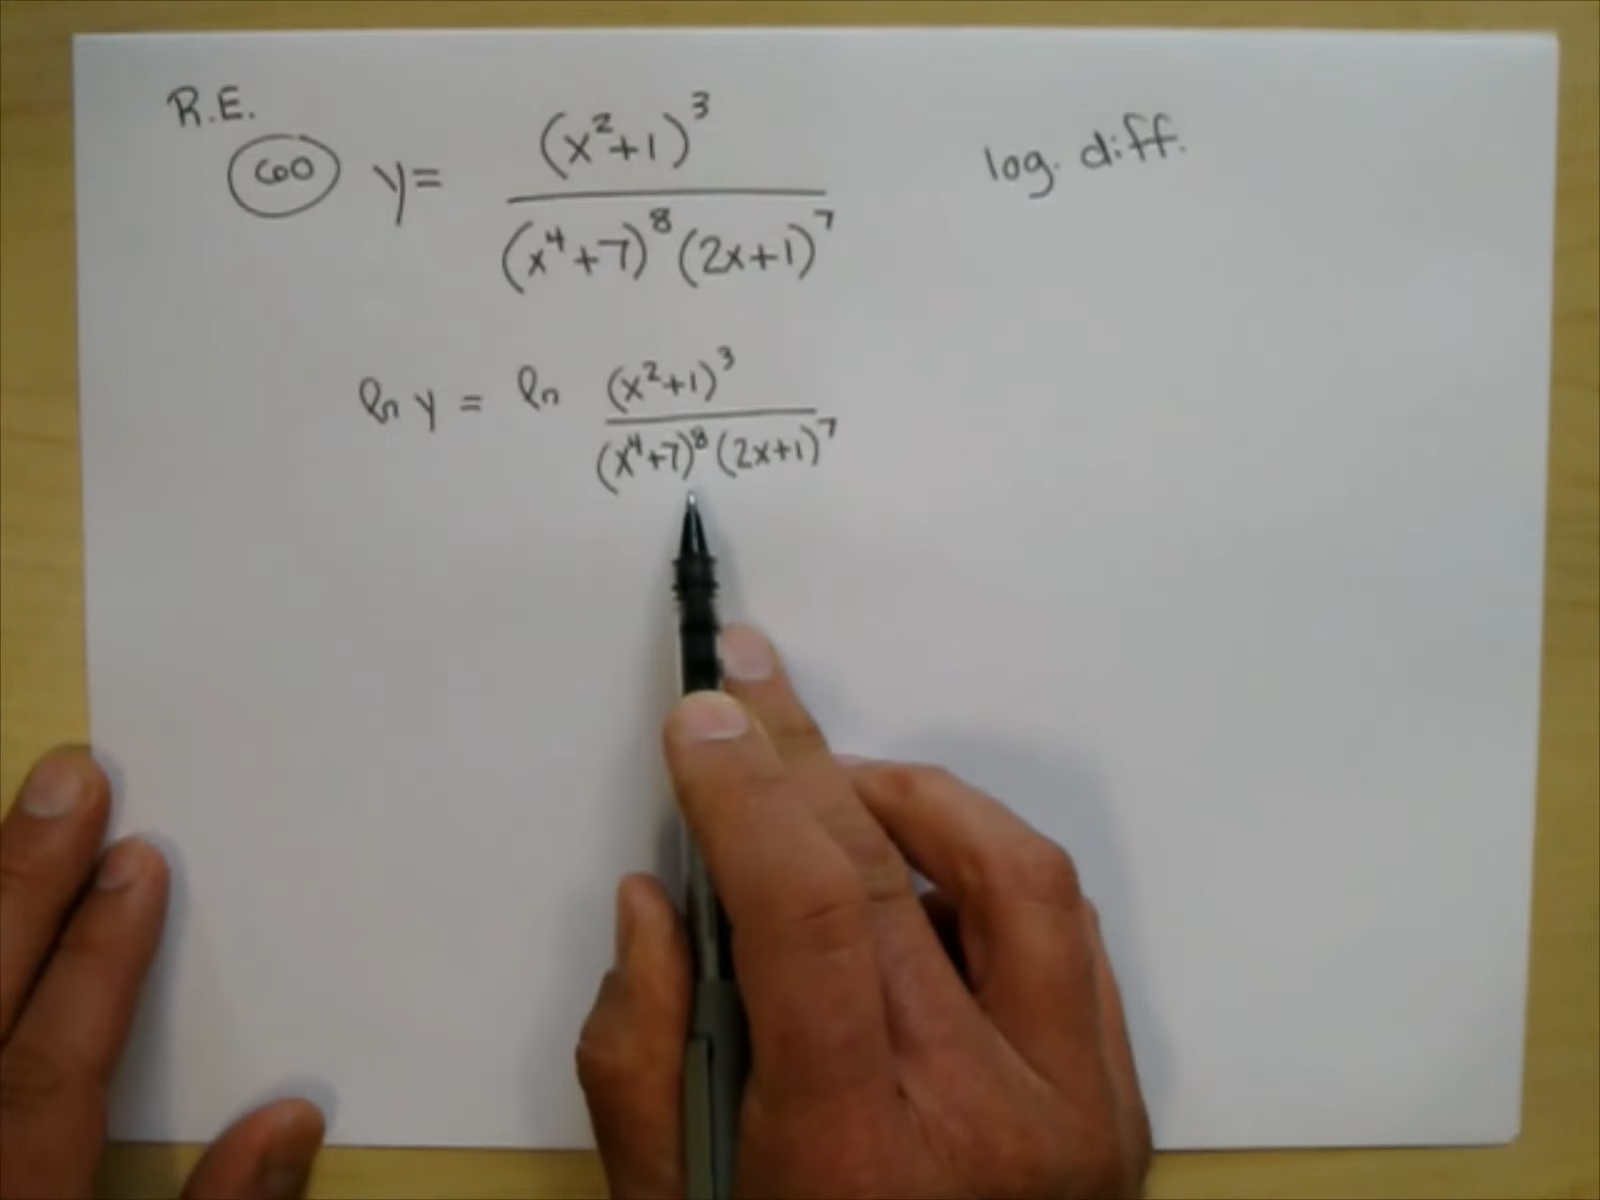 R.E.
60 y = (x²+1)³ / (x⁴+7)⁸(2x+1)⁷
log. diff.
ln y = ln (x²+1)³ / (x⁴+7)⁸(2x+1)⁷